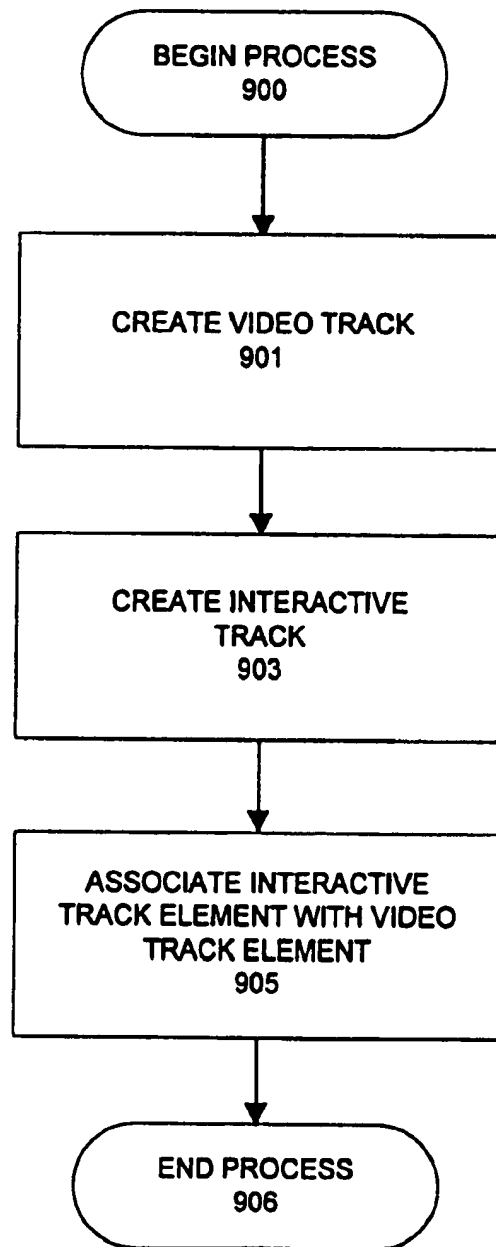 BEGIN PROCESS
900
CREATE VIDEO TRACK
901
CREATE INTERACTIVE
TRACK
903
ASSOCIATE INTERACTIVE
TRACK ELEMENT WITH VIDEO
TRACK ELEMENT
905
END PROCESS
906